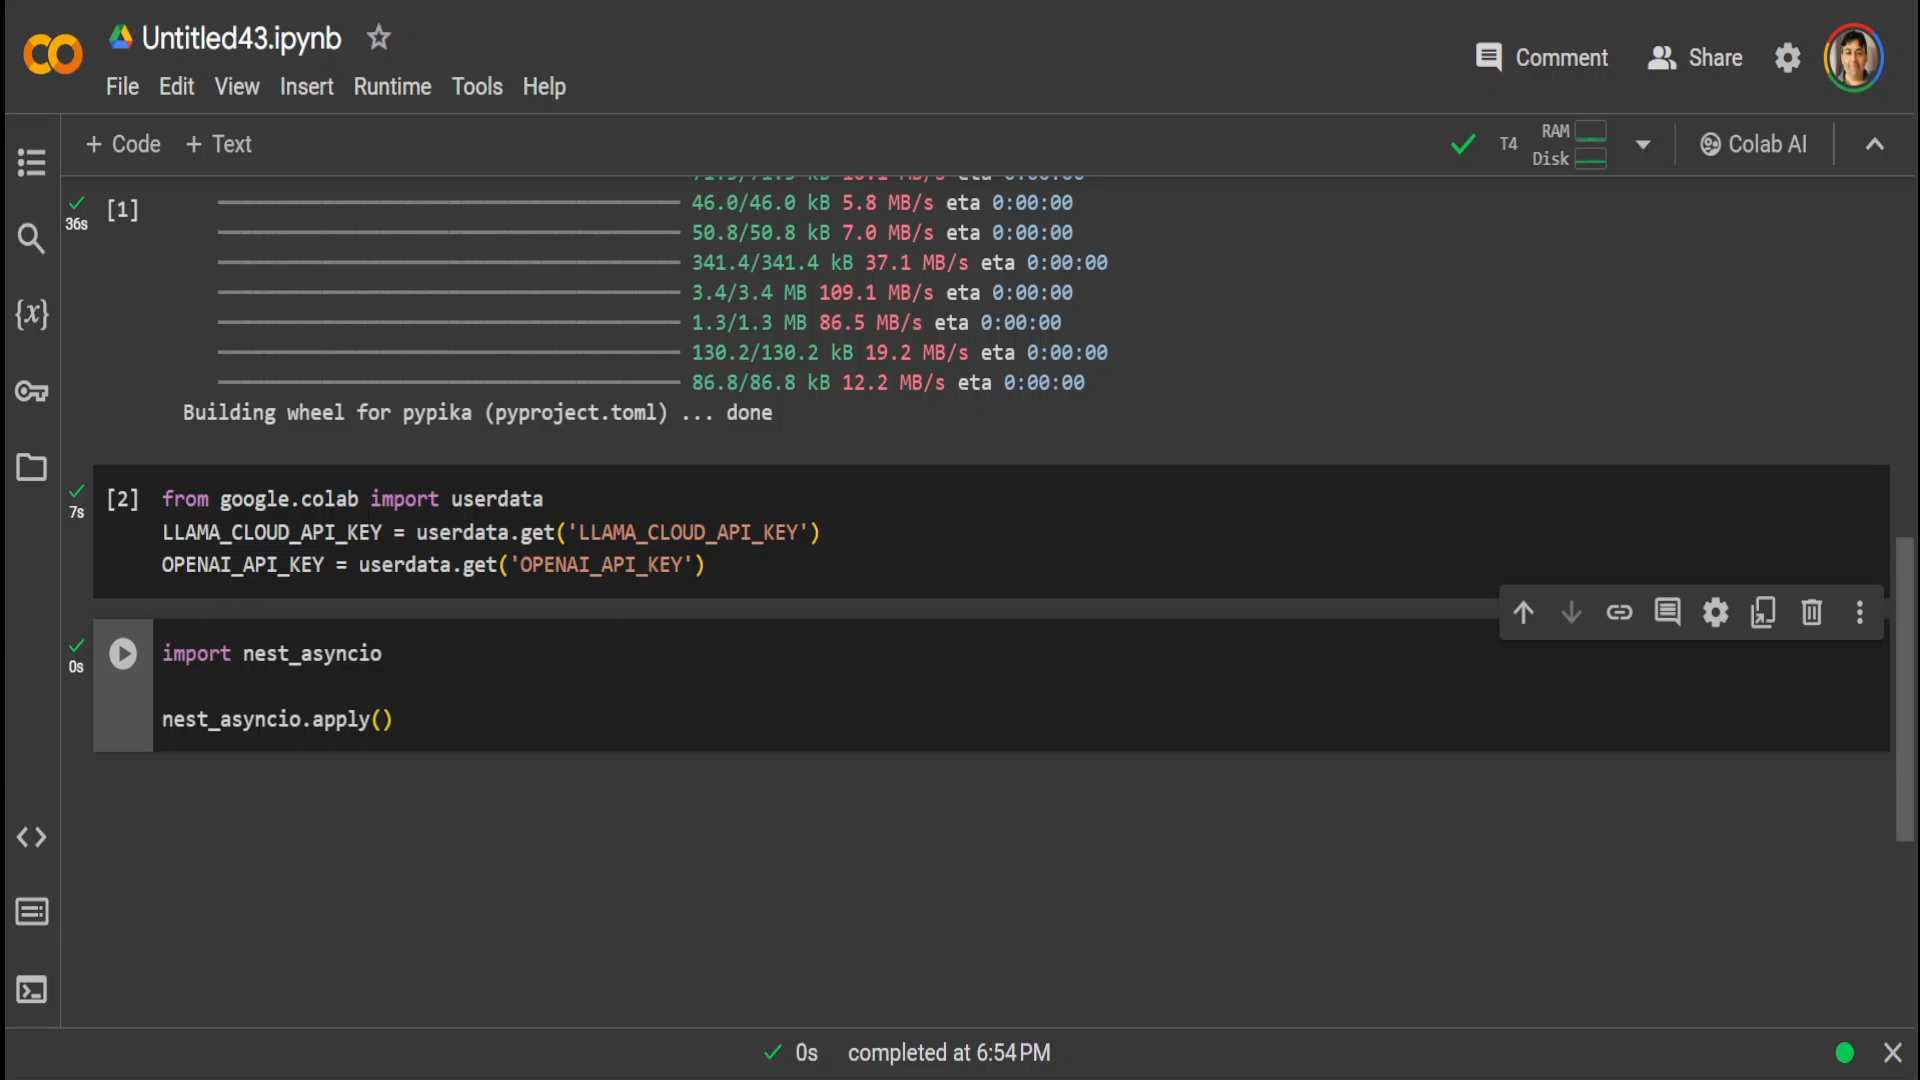 Untitled43.ipynb
File Edit View Insert Runtime Tools Help
Comment Share
+ Code + Text
T4 RAM Disk Colab AI
36s [1]
46.0/46.0 kB 5.8 MB/s eta 0:00:00
50.8/50.8 kB 7.0 MB/s eta 0:00:00
341.4/341.4 kB 37.1 MB/s eta 0:00:00
3.4/3.4 MB 109.1 MB/s eta 0:00:00
1.3/1.3 MB 86.5 MB/s eta 0:00:00
130.2/130.2 kB 19.2 MB/s eta 0:00:00
86.8/86.8 kB 12.2 MB/s eta 0:00:00
Building wheel for pypika (pyproject.toml) ... done
7s [2] from google.colab import userdata
LLAMA_CLOUD_API_KEY = userdata.get('LLAMA_CLOUD_API_KEY')
OPENAI_API_KEY = userdata.get('OPENAI_API_KEY')
0s import nest_asyncio
nest_asyncio.apply()
0s completed at 6:54 PM